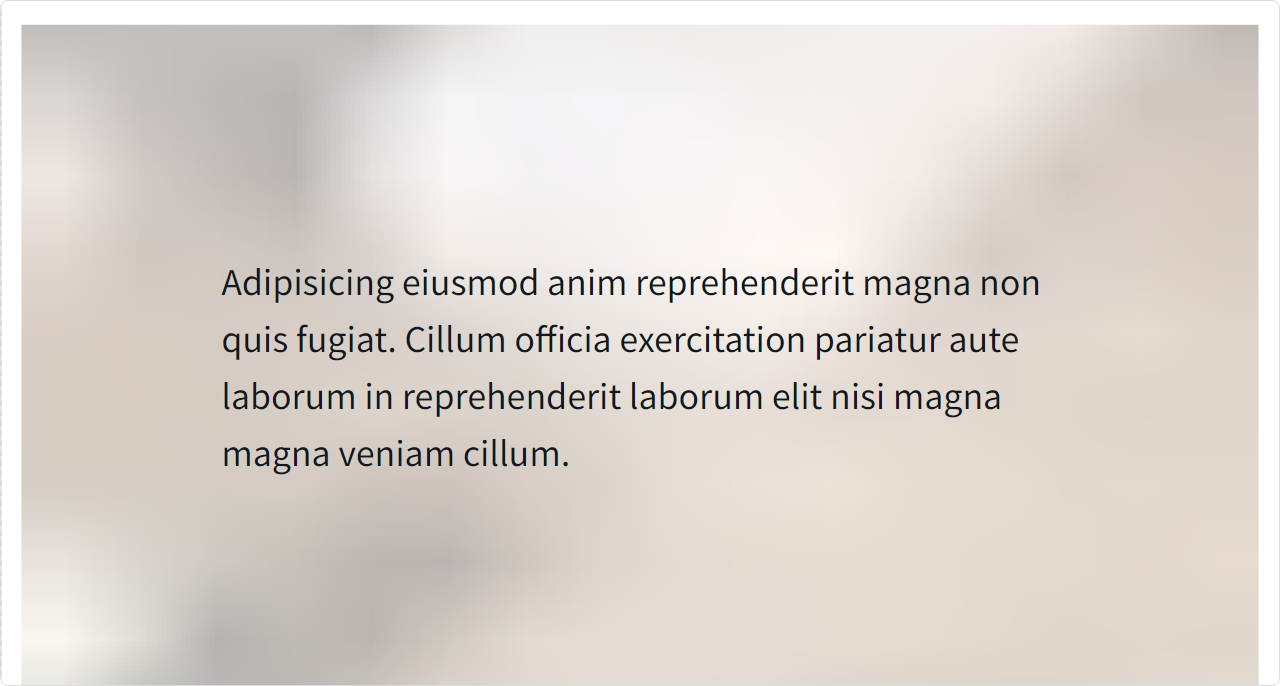 Adipisicing eiusmod anim reprehenderit magna non
quis fugiat. Cillum officia exercitation pariatur aute
laborum in reprehenderit laborum elit nisi magna
magna veniam cillum.